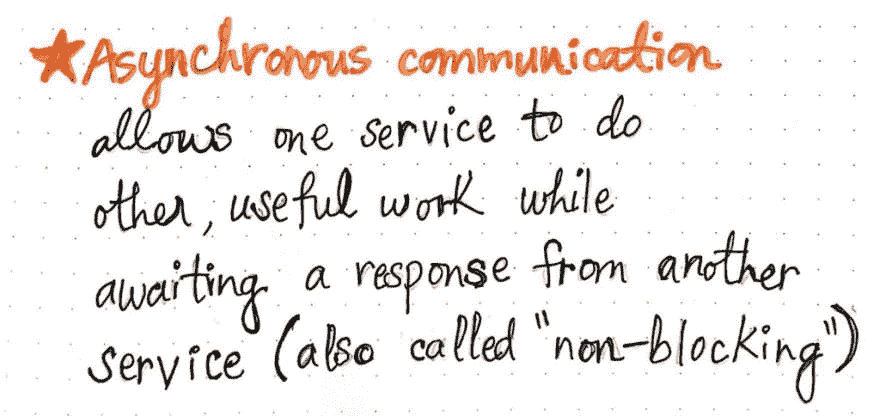 ★Asynchronous communication
allows one service to do
other, useful work while
awaiting a response from another
service (also called "non-blocking")